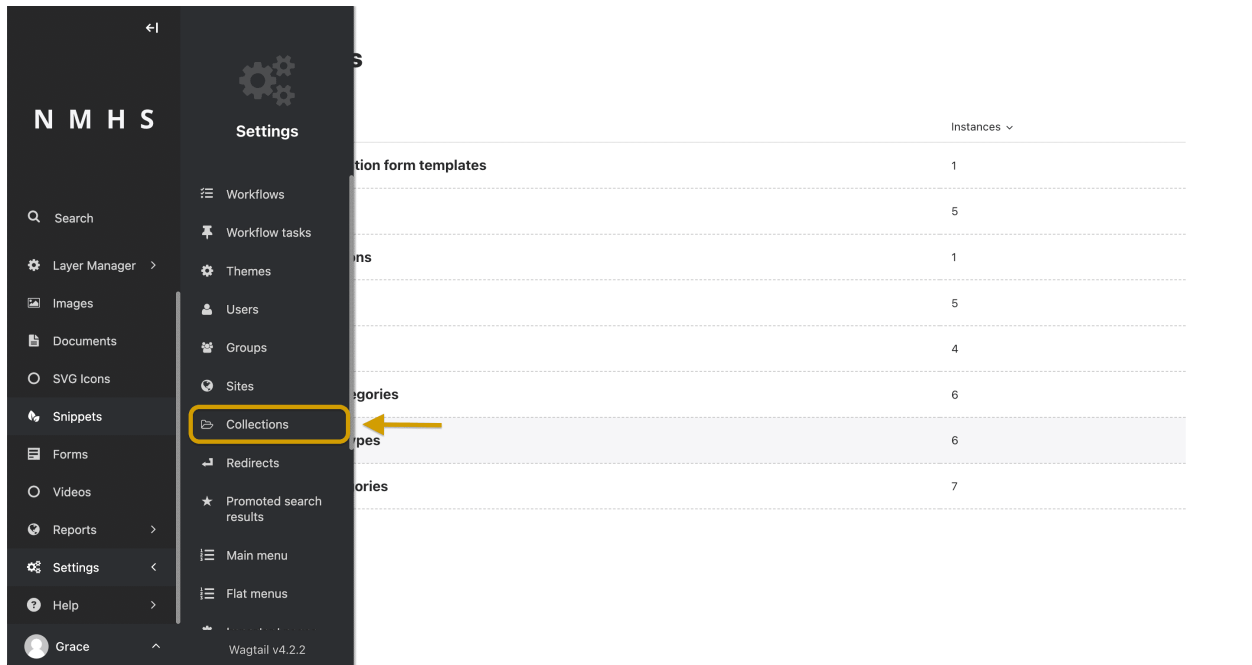 N M H S
Search
Layer Manager
Images
Documents
SVG Icons
Snippets
Forms
Videos
Reports
Settings
Help
Grace
Settings
Workflows
Workflow tasks
Themes
Users
Groups
Sites
Collections
Redirects
Promoted search
results
Main menu
Flat menus
Wagtail v4.2.2
s
Instances
tion form templates 1
5
ons 1
5
4
egories 6
ypes 6
ories 7